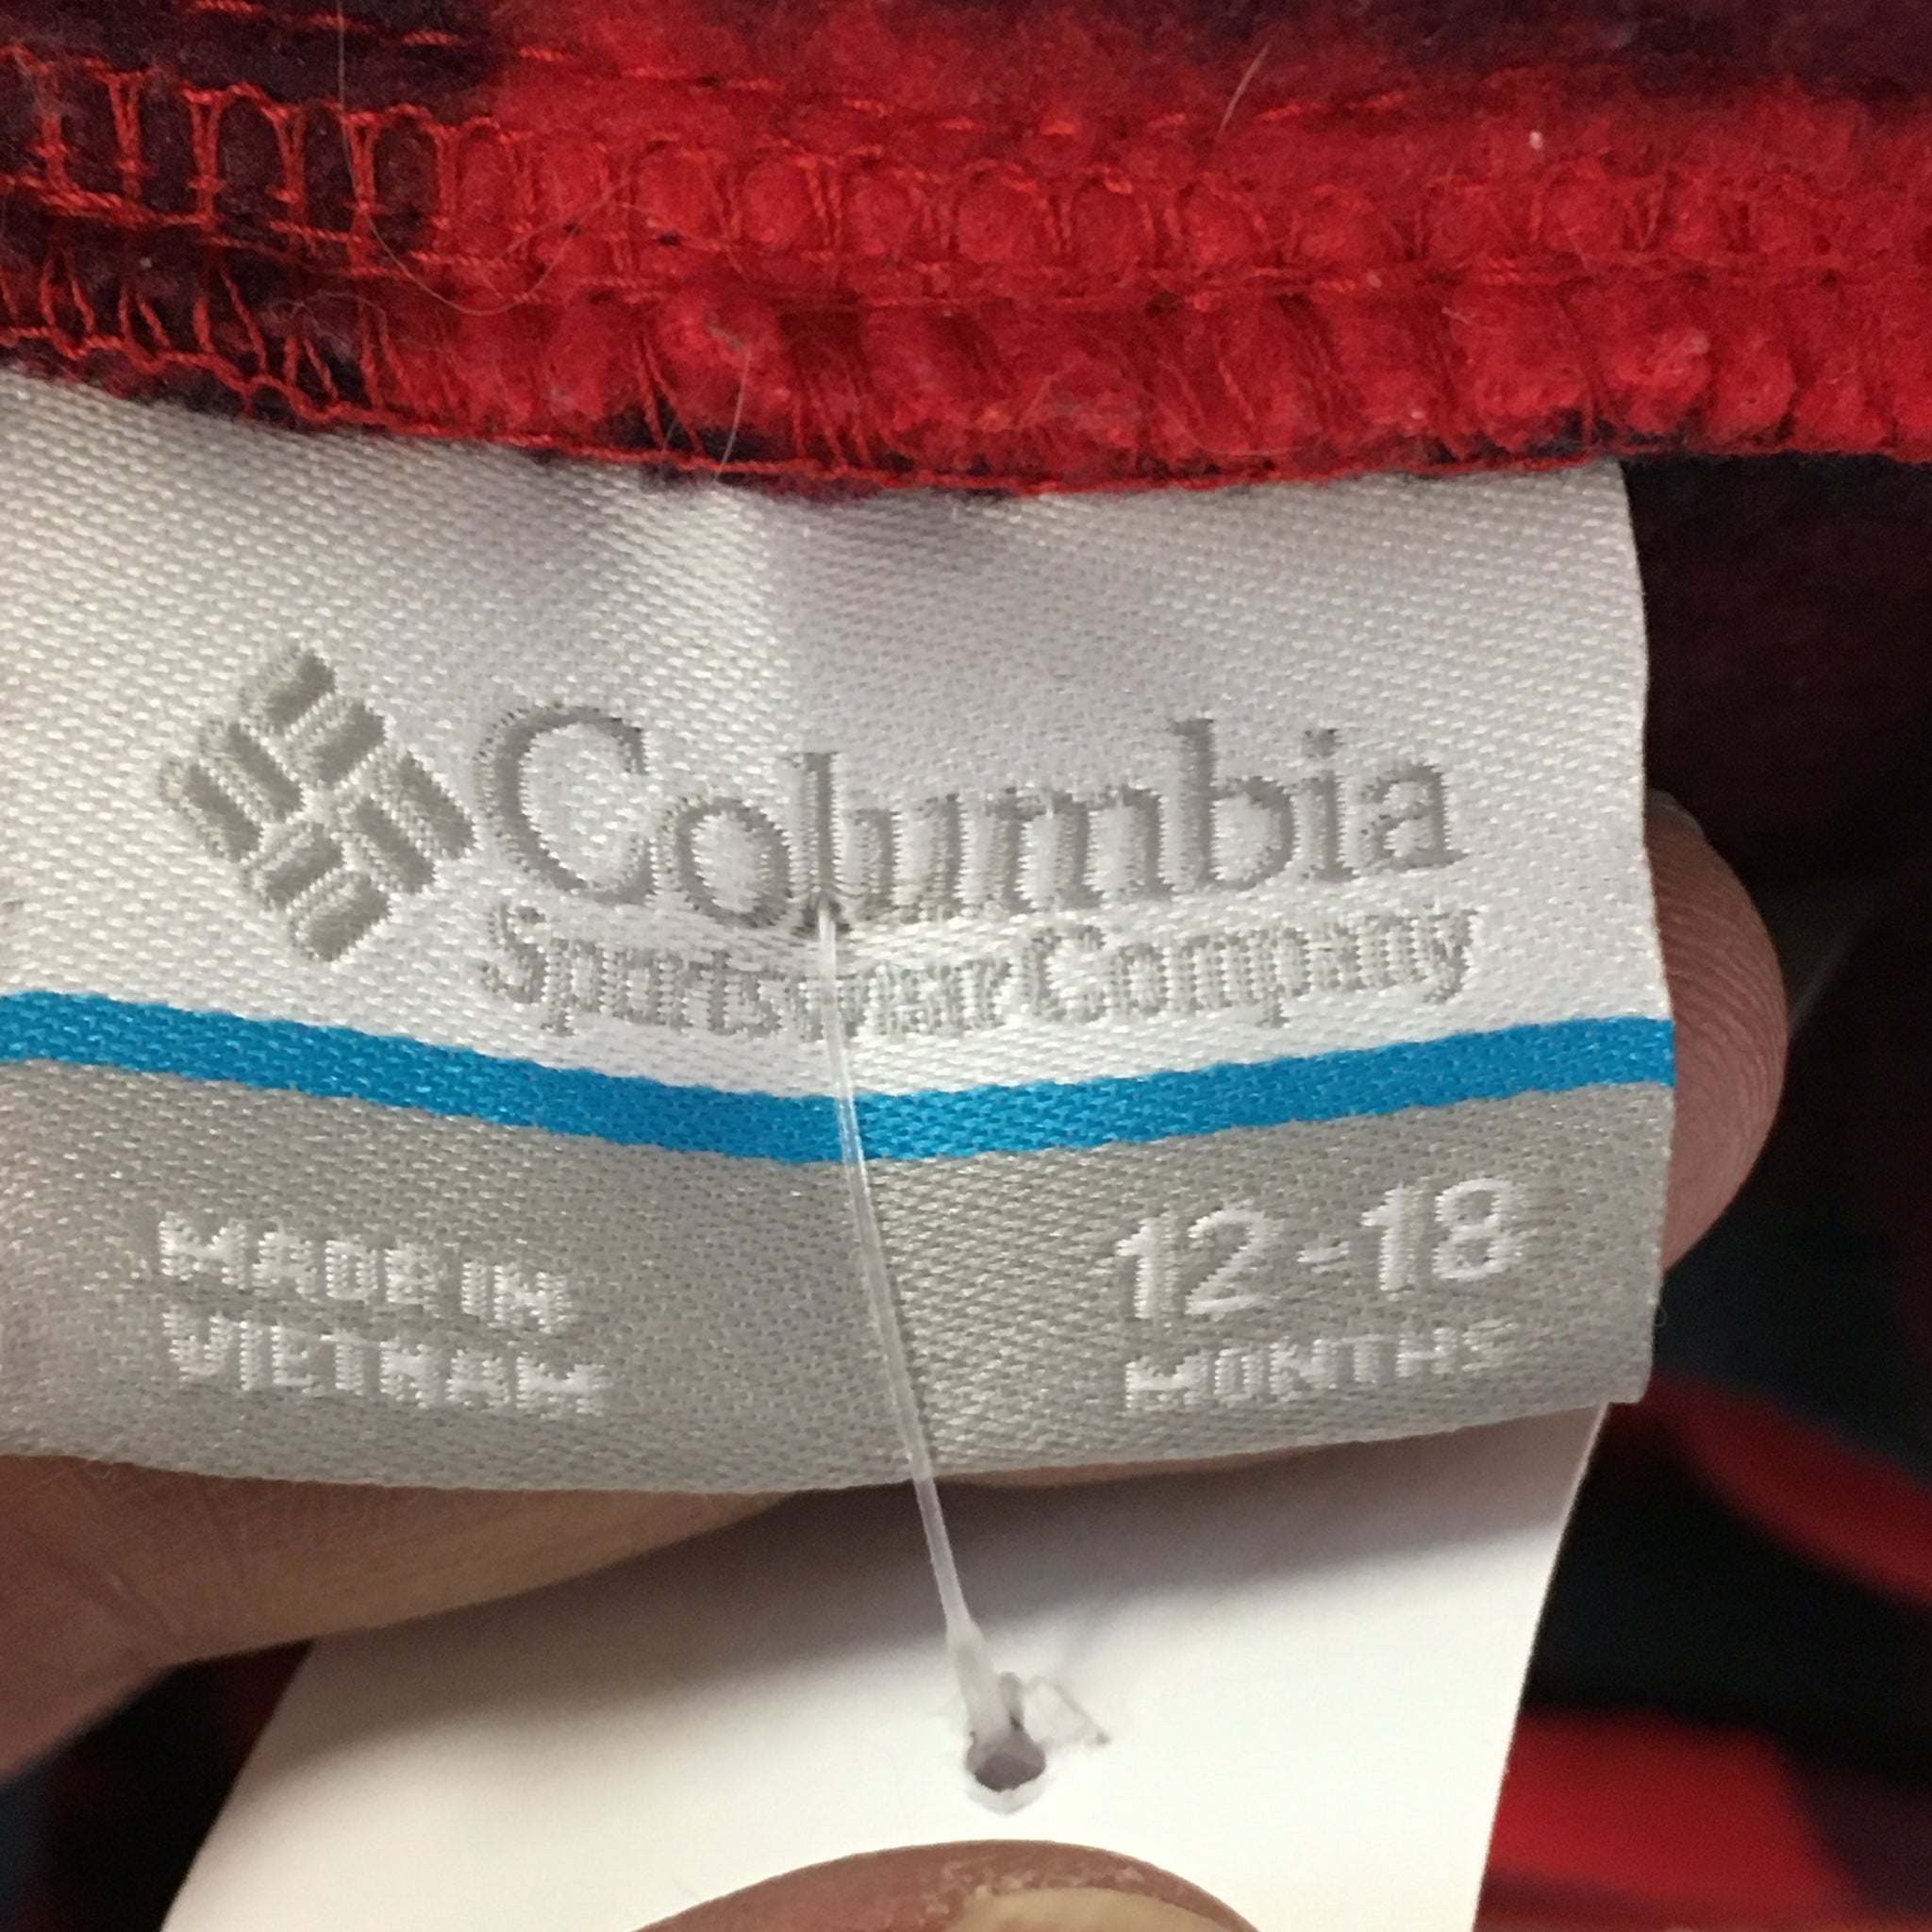 Columbia
Sportswear Company
MADE IN
VIETNAM
12-18
MONTHS